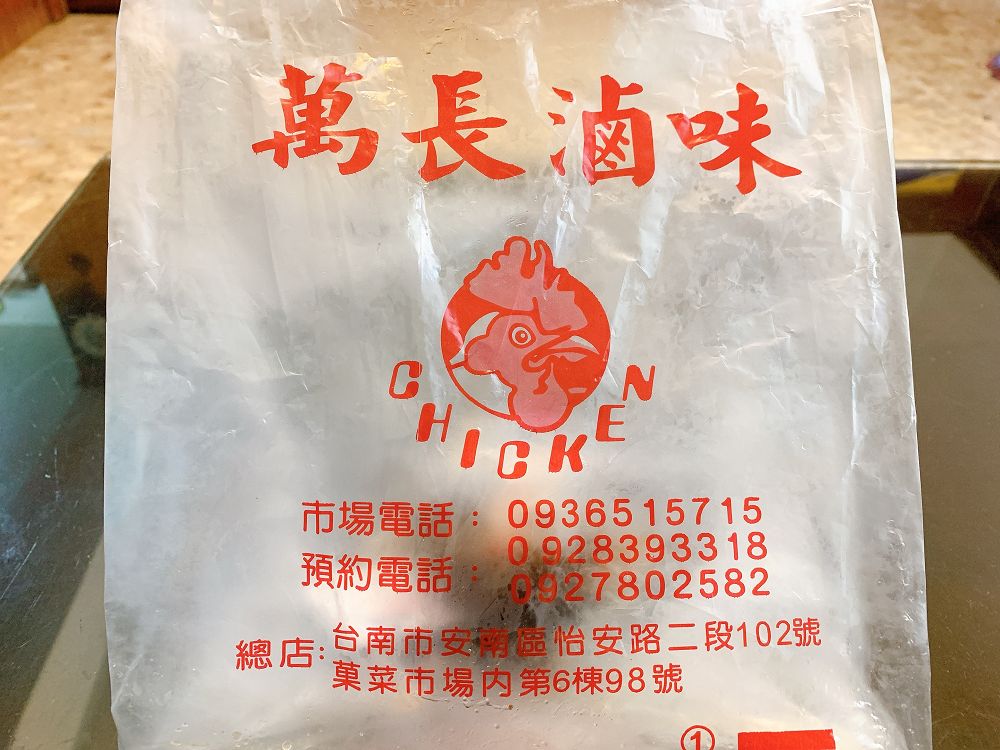 萬長滷味
CHICKEN
市場電話：0936515715
0928393318
預約電話：0927802582
總店:台南市安南區怡安路二段102號
菓菜市場內第6棟98號
①